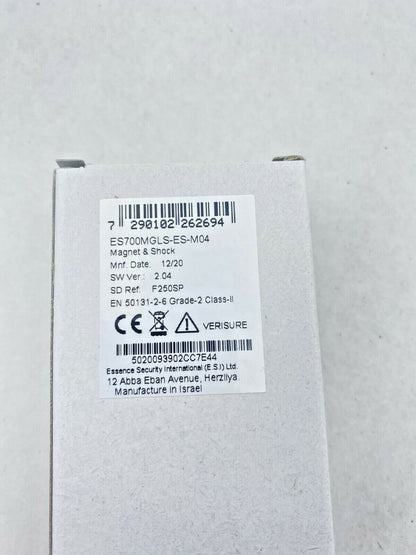 7 290102 262694
ES700MGLS-ES-M04
Magnet & Shock
Mnf. Date: 12/20
SW Ver.: 2.04
SD Ref: F250SP
EN 50131-2-6 Grade-2 Class-II
CE VERISURE
5020093902CC7E44
Essence Security International (E.S.I) Ltd.
12 Abba Eban Avenue, Herzliya.
Manufacture in Israel